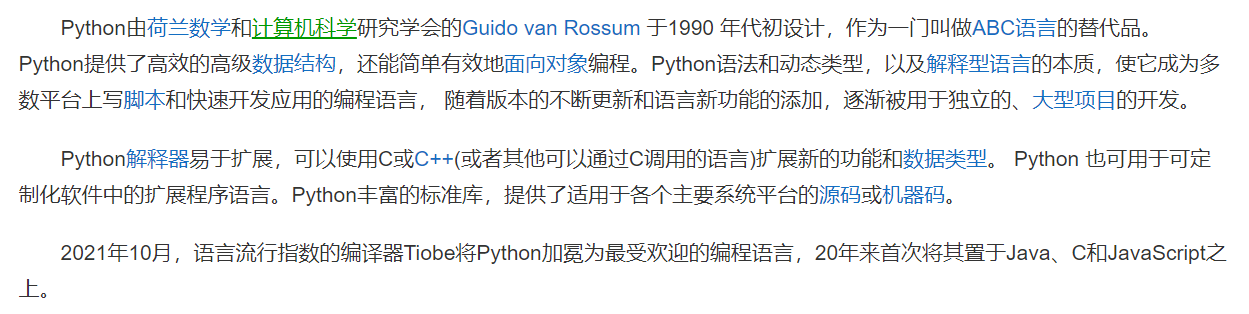 Python由荷兰数学和计算机科学研究学会的Guido van Rossum 于1990 年代初设计，作为一门叫做ABC语言的替代品。
Python提供了高效的高级数据结构，还能简单有效地面向对象编程。Python语法和动态类型，以及解释型语言的本质，使它成为多
数平台上写脚本和快速开发应用的编程语言， 随着版本的不断更新和语言新功能的添加，逐渐被用于独立的、大型项目的开发。
Python解释器易于扩展，可以使用C或C++(或者其他可以通过C调用的语言)扩展新的功能和数据类型。 Python 也可用于可定
制化软件中的扩展程序语言。Python丰富的标准库，提供了适用于各个主要系统平台的源码或机器码。
2021年10月，语言流行指数的编译器Tiobe将Python加冕为最受欢迎的编程语言，20年来首次将其置于Java、C和JavaScript之
上。